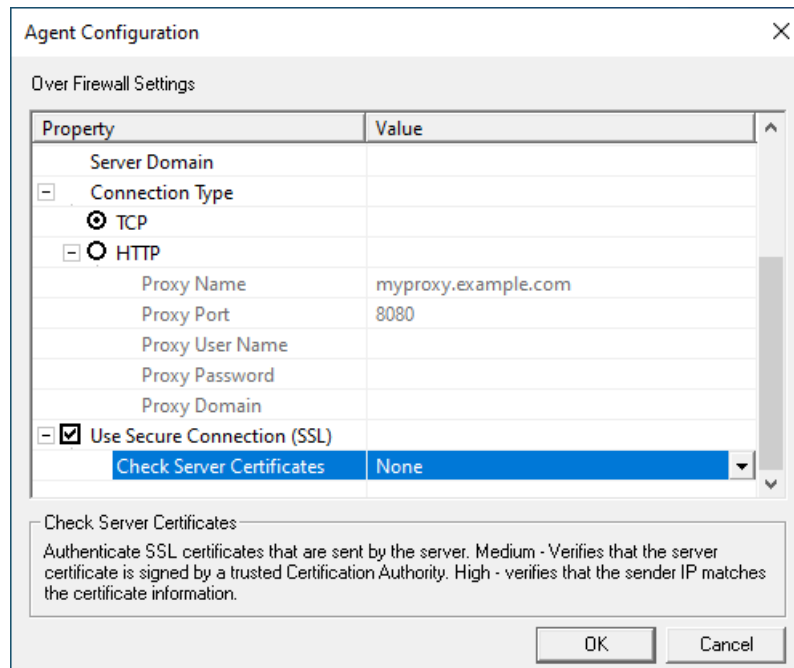 Agent Configuration
Over Firewall Settings
Property Value
Server Domain
Connection Type
TCP
HTTP
Proxy Name myproxy.example.com
Proxy Port 8080
Proxy User Name
Proxy Password
Proxy Domain
Use Secure Connection (SSL)
Check Server Certificates None
Check Server Certificates
Authenticate SSL certificates that are sent by the server. Medium - Verifies that the server
certificate is signed by a trusted Certification Authority. High - verifies that the sender IP matches
the certificate information.
OK Cancel